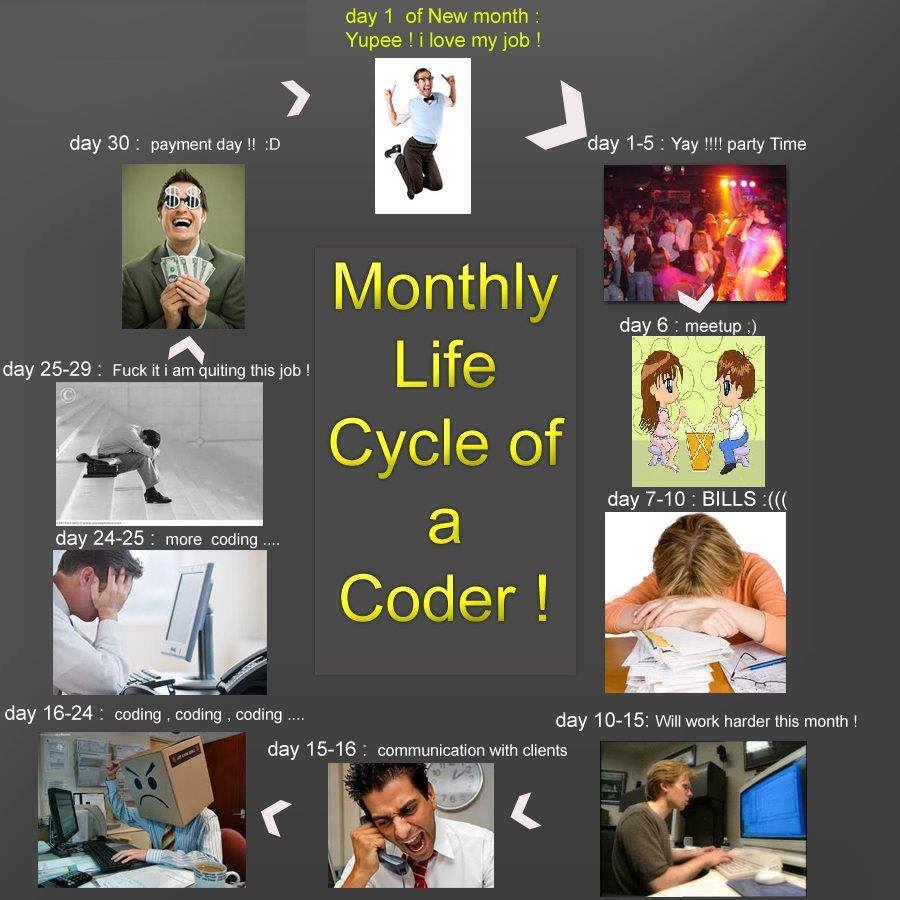 day 1  of New month :
Yupee ! i love my job !
day 1-5 : Yay !!!! party Time
day 6 : meetup ;)
day 7-10 : BILLS :(((
day 10-15: Will work harder this month !
day 15-16 :  communication with clients
day 16-24 :  coding , coding , coding ....
day 24-25 :  more  coding ....
day 25-29 :  Fuck it i am quiting this job !
day 30 :  payment day !!  :D
Monthly
Life
Cycle of
a
Coder !
$$
©